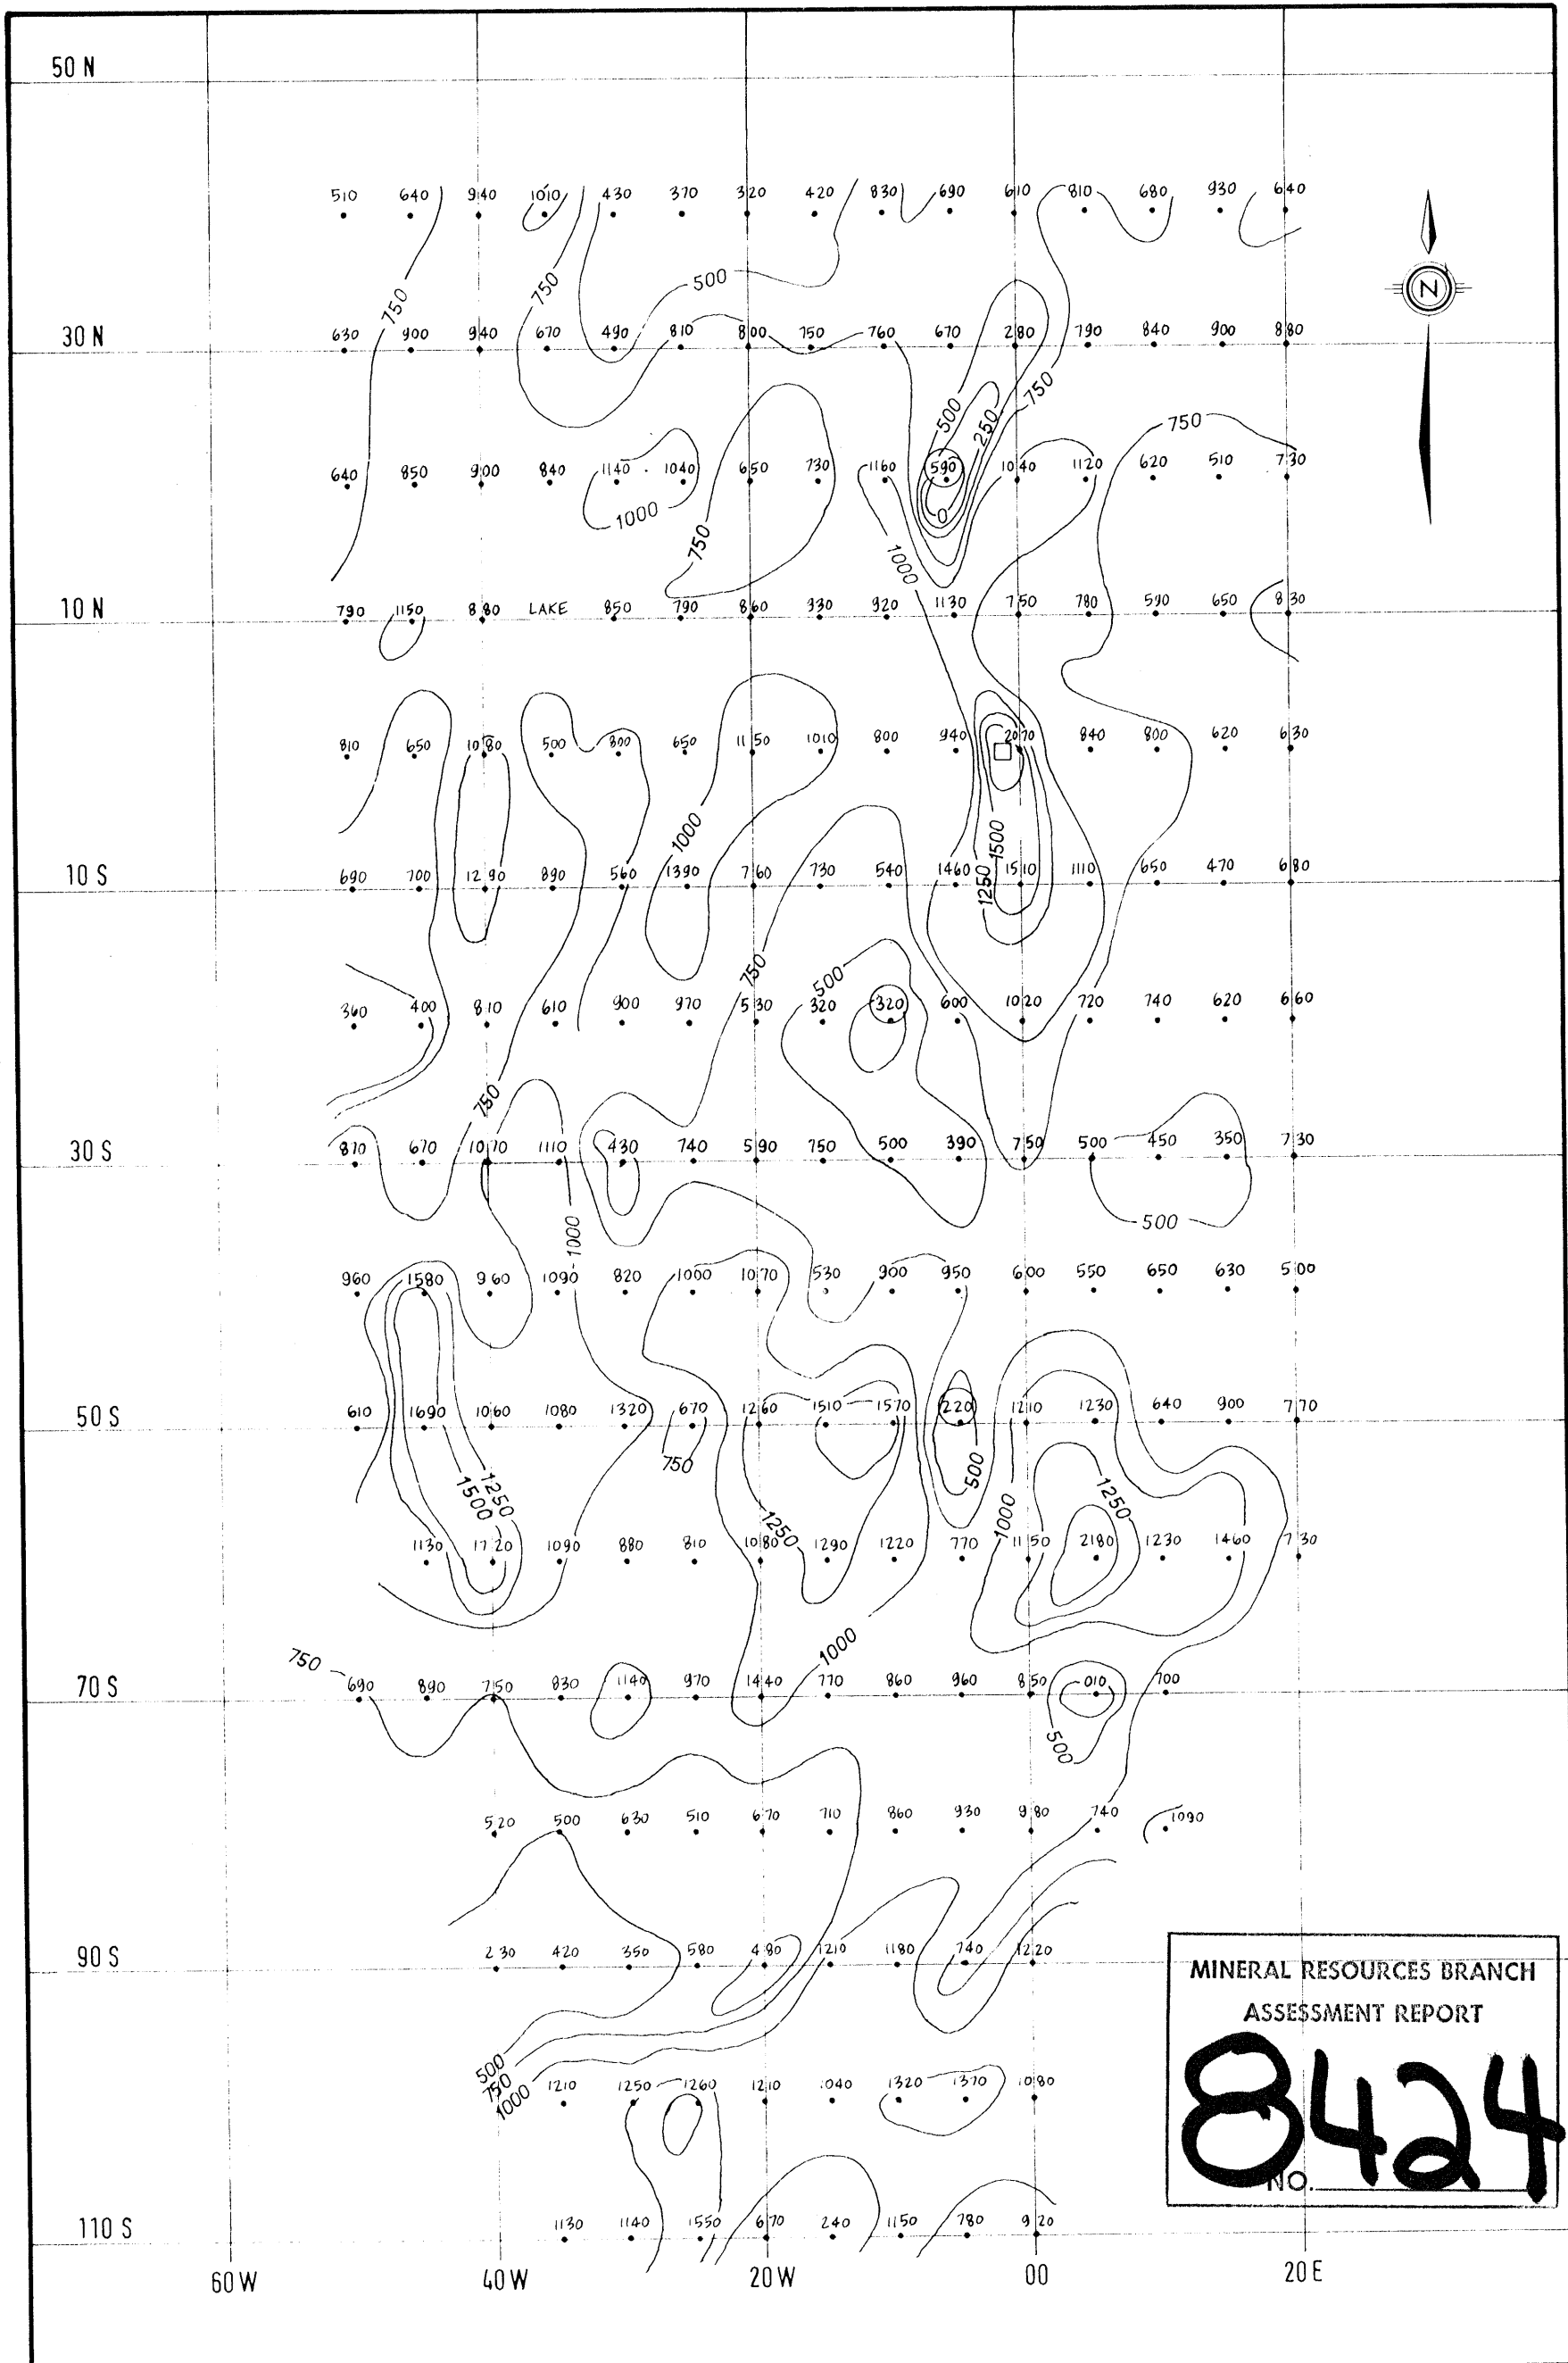 50 N
510 640 940 1010 430 370 320 420 830 690 610 810 680 930 640
N
750 750 500
30 N 630 900 940 670 490 810 800 750 760 670 280 790 840 900 880
500 250 750
750
640 850 900 840 1140 1040 650 730 1160 590 1040 1120 620 510 730
1000 0
750 1000
10 N 790 1150 880 LAKE 850 790 860 930 920 1130 750 780 590 650 830
810 650 1080 500 800 650 1150 1010 800 940 2070 840 800 620 630
1000 1500
10 S 690 700 1290 890 560 1390 760 730 540 1460 1250 1510 1110 650 470 680
750 500
360 400 810 610 900 970 530 320 320 600 1020 720 740 620 660
750
30 S 870 670 1070 1110 430 740 590 750 500 390 750 500 450 350 730
1000 500
960 1580 960 1090 820 1000 1070 530 900 950 600 550 650 630 500
50 S 610 1690 1060 1080 1320 670 1260 1510 1570 220 1210 1230 640 900 770
750 500
1500 1250 1250 1000 1250
1130 1720 1090 880 810 1080 1290 1220 770 1150 2180 1230 1460 730
750 1000
70 S 690 890 750 830 1140 970 1440 770 860 960 850 010 700
500
520 500 630 510 670 710 860 930 980 740 1090
90 S 230 420 350 580 480 1210 1180 740 1220
MINERAL RESOURCES BRANCH
ASSESSMENT REPORT
8424
NO.
500
750
1000 1210 1250 1260 1210 1040 1320 1370 1080
110 S 1130 1140 1550 670 240 1150 780 920
60 W 40 W 20 W 00 20 E